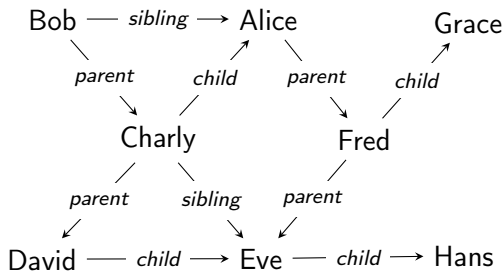 Bob sibling Alice Grace
parent child parent child
Charly Fred
parent sibling parent
David child Eve child Hans